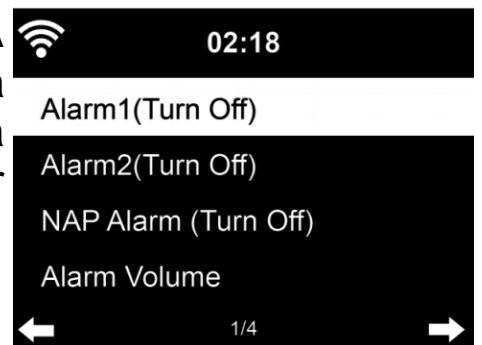 02:18
Alarm1(Turn Off)
Alarm2(Turn Off)
NAP Alarm (Turn Off)
Alarm Volume
1/4